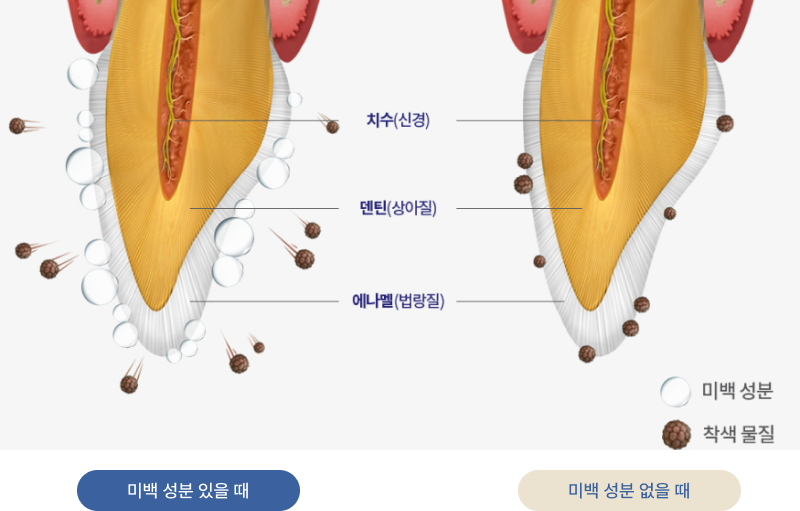 치수(신경)
덴틴(상아질)
에나멜(법랑질)
미백 성분
착색 물질
미백 성분 있을 때
미백 성분 없을 때